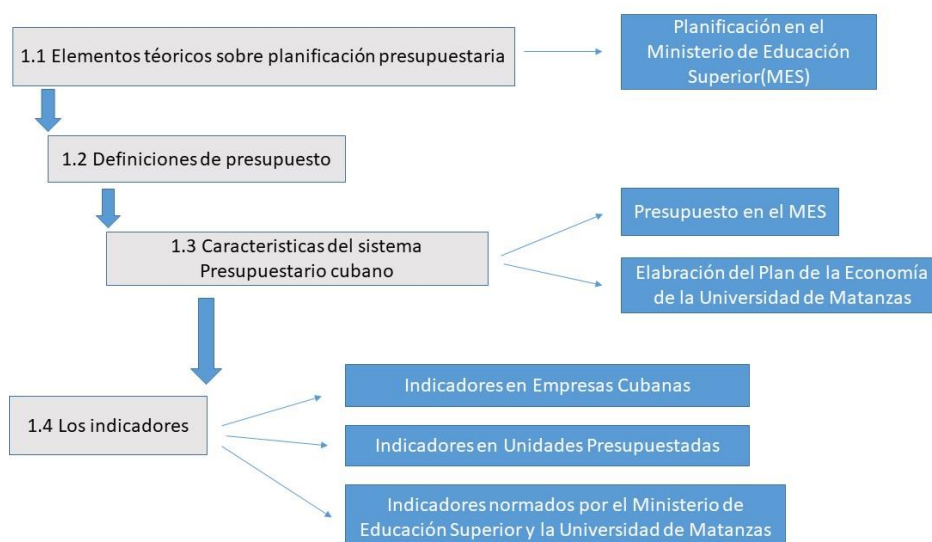 1.1 Elementos téoricos sobre planificación presupuestaria
Planificación en el
Ministerio de Educación
Superior(MES)
1.2 Definiciones de presupuesto
1.3 Caracteristicas del sistema
Presupuestario cubano
Presupuesto en el MES
Elabración del Plan de la Economía
de la Universidad de Matanzas
1.4 Los indicadores
Indicadores en Empresas Cubanas
Indicadores en Unidades Presupuestadas
Indicadores normados por el Ministerio de
Educación Superior y la Universidad de Matanzas